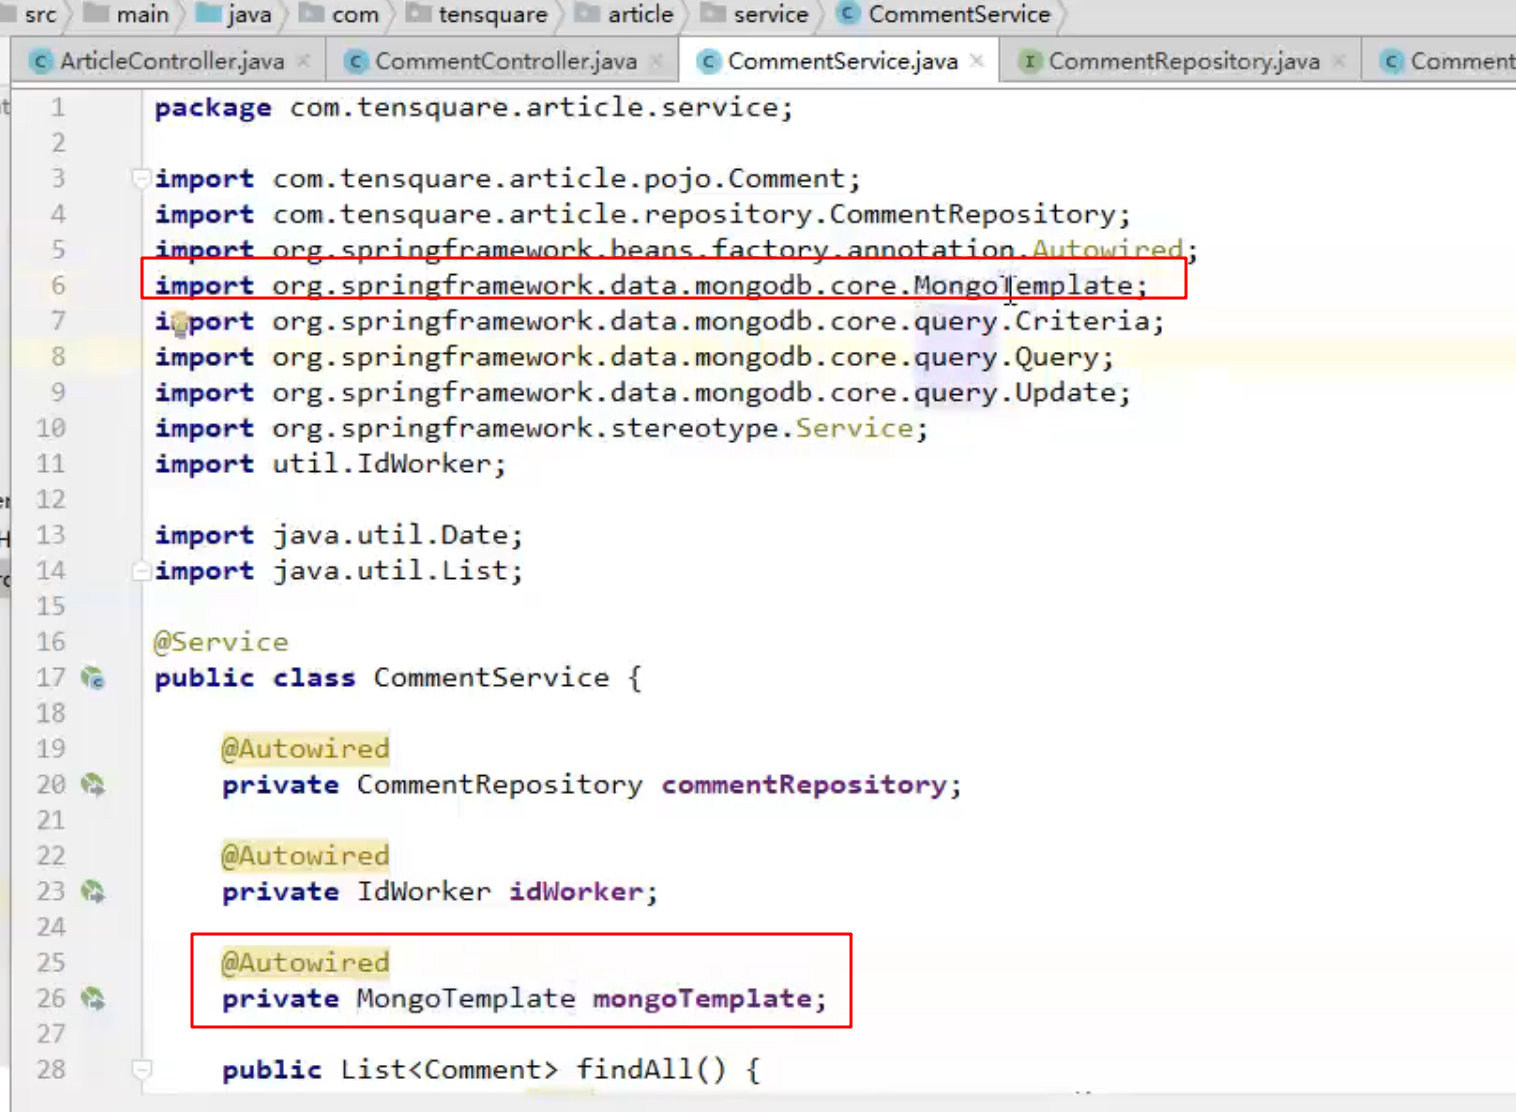 src main java com tensquare article service CommentService
ArticleController.java CommentController.java CommentService.java CommentRepository.java Comment
1 package com.tensquare.article.service;
2
3 import com.tensquare.article.pojo.Comment;
4 import com.tensquare.article.repository.CommentRepository;
5 import org.springframework.beans.factory.annotation.Autowired;
6 import org.springframework.data.mongodb.core.MongoTemplate;
7 import org.springframework.data.mongodb.core.query.Criteria;
8 import org.springframework.data.mongodb.core.query.Query;
9 import org.springframework.data.mongodb.core.query.Update;
10 import org.springframework.stereotype.Service;
11 import util.IdWorker;
12
13 import java.util.Date;
14 import java.util.List;
15
16 @Service
17 public class CommentService {
18
19 @Autowired
20 private CommentRepository commentRepository;
21
22 @Autowired
23 private IdWorker idWorker;
24
25 @Autowired
26 private MongoTemplate mongoTemplate;
27
28 public List<Comment> findAll() {